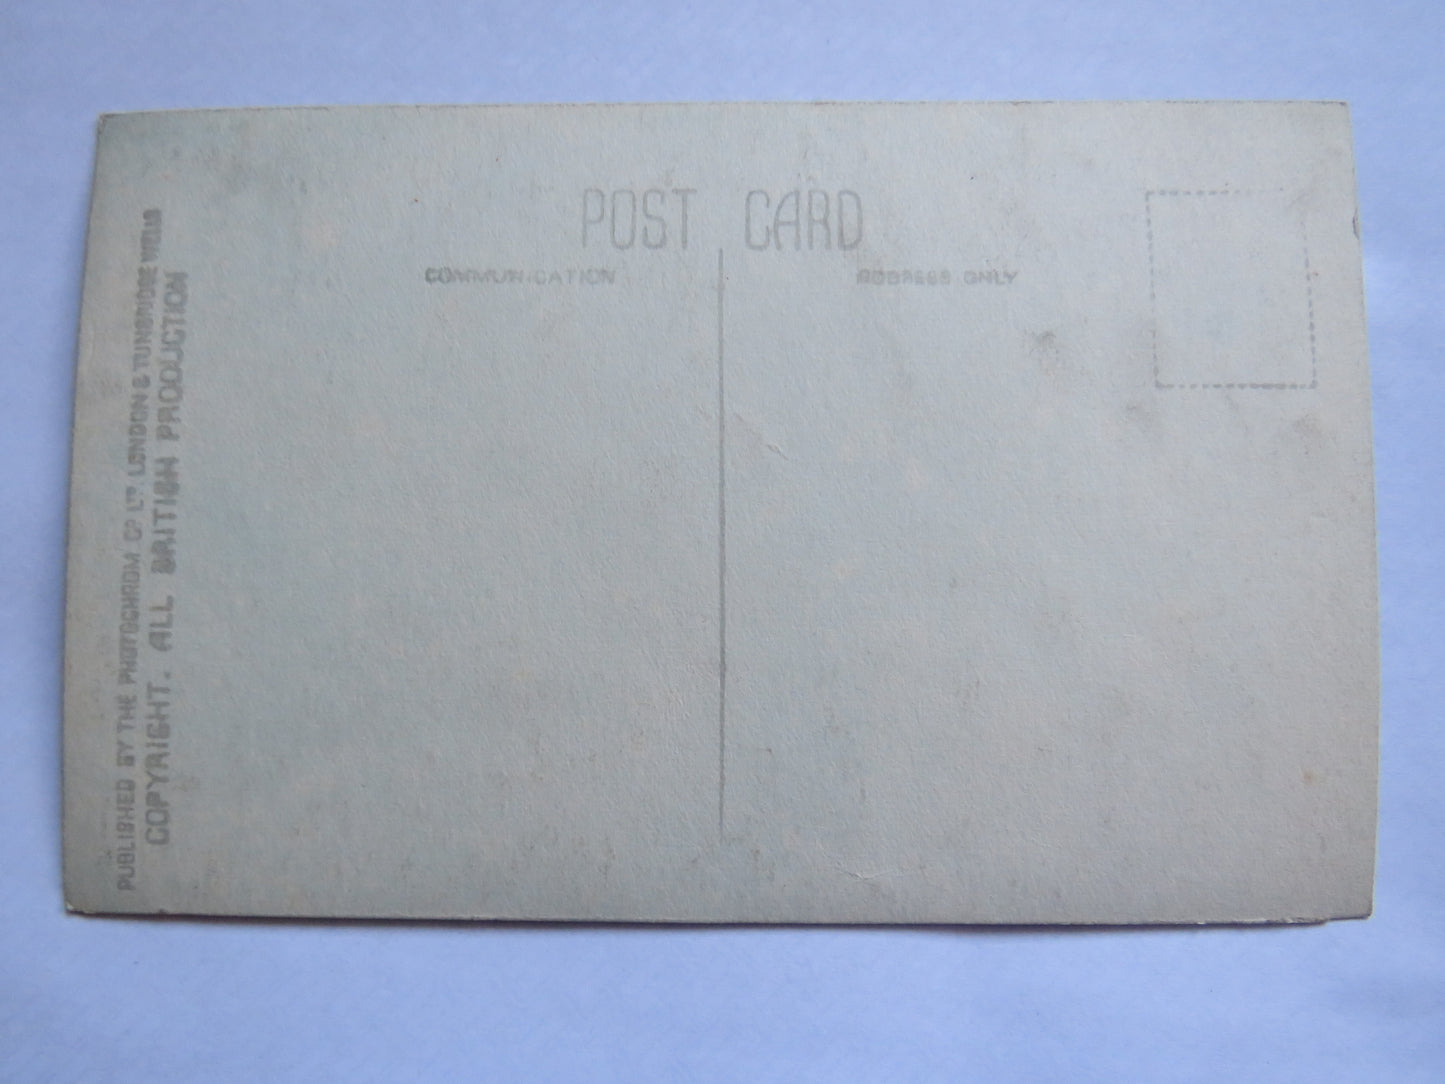 POST CARD
COMMUNICATION
ADDRESS ONLY
PUBLISHED BY THE PHOTOCHROM CO LTD. LONDON & TUNBRIDGE WELLS
COPYRIGHT. ALL BRITISH PRODUCTION